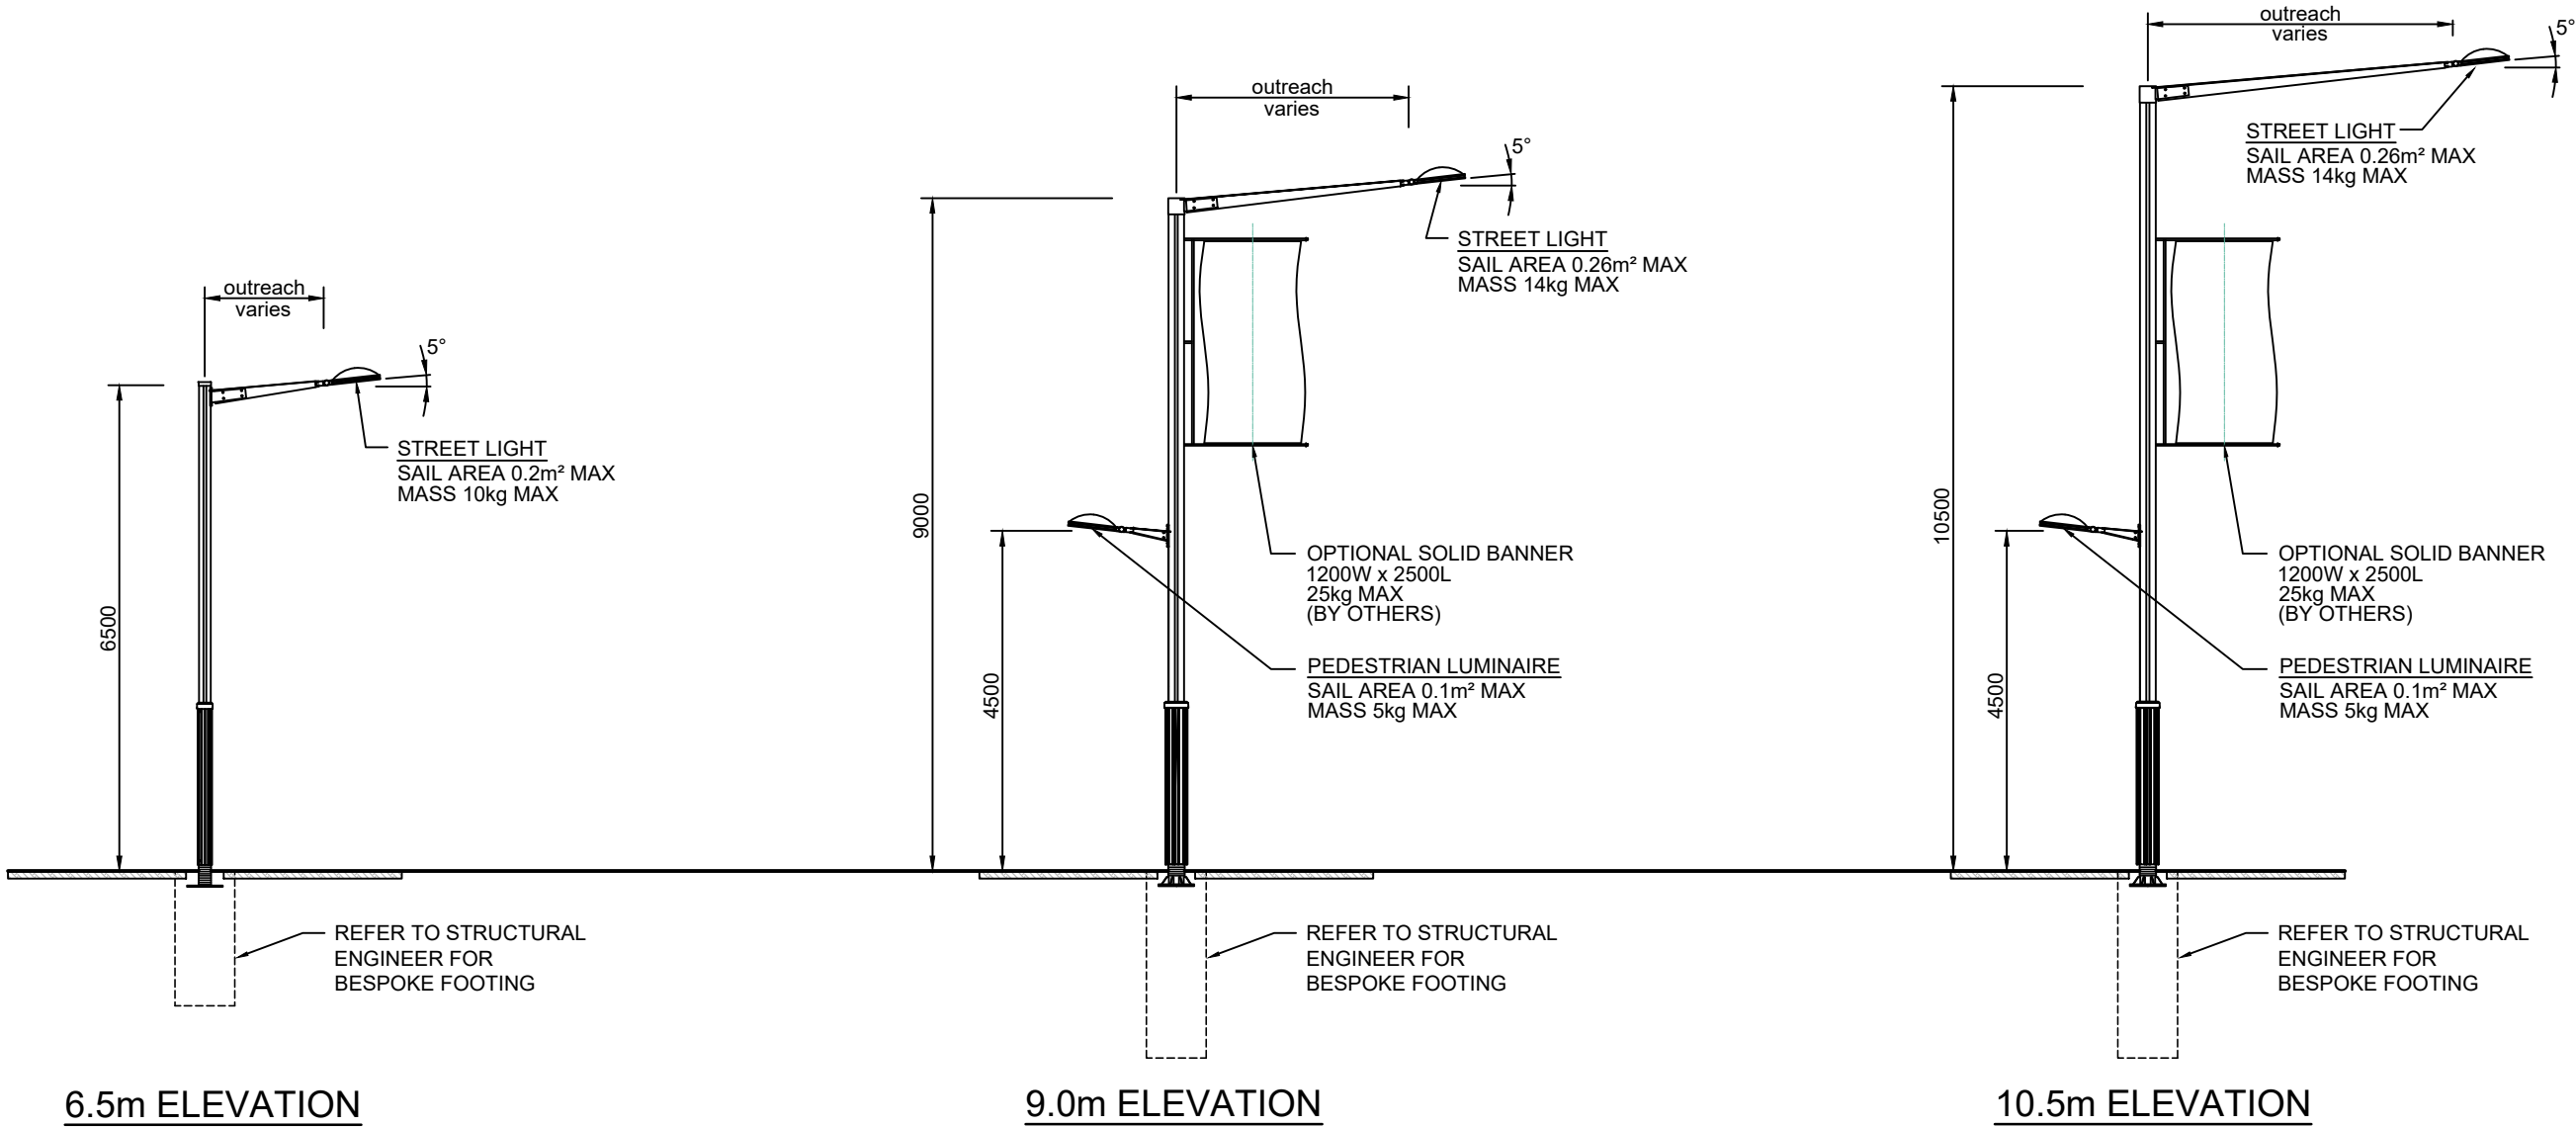 outreach
varies
5°
STREET LIGHT
SAIL AREA 0.2m² MAX
MASS 10kg MAX
6500
REFER TO STRUCTURAL
ENGINEER FOR
BESPOKE FOOTING
6.5m ELEVATION
outreach
varies
5°
STREET LIGHT
SAIL AREA 0.26m² MAX
MASS 14kg MAX
9000
4500
OPTIONAL SOLID BANNER
1200W x 2500L
25kg MAX
(BY OTHERS)
PEDESTRIAN LUMINAIRE
SAIL AREA 0.1m² MAX
MASS 5kg MAX
REFER TO STRUCTURAL
ENGINEER FOR
BESPOKE FOOTING
9.0m ELEVATION
outreach
varies
5°
STREET LIGHT
SAIL AREA 0.26m² MAX
MASS 14kg MAX
10500
4500
OPTIONAL SOLID BANNER
1200W x 2500L
25kg MAX
(BY OTHERS)
PEDESTRIAN LUMINAIRE
SAIL AREA 0.1m² MAX
MASS 5kg MAX
REFER TO STRUCTURAL
ENGINEER FOR
BESPOKE FOOTING
10.5m ELEVATION